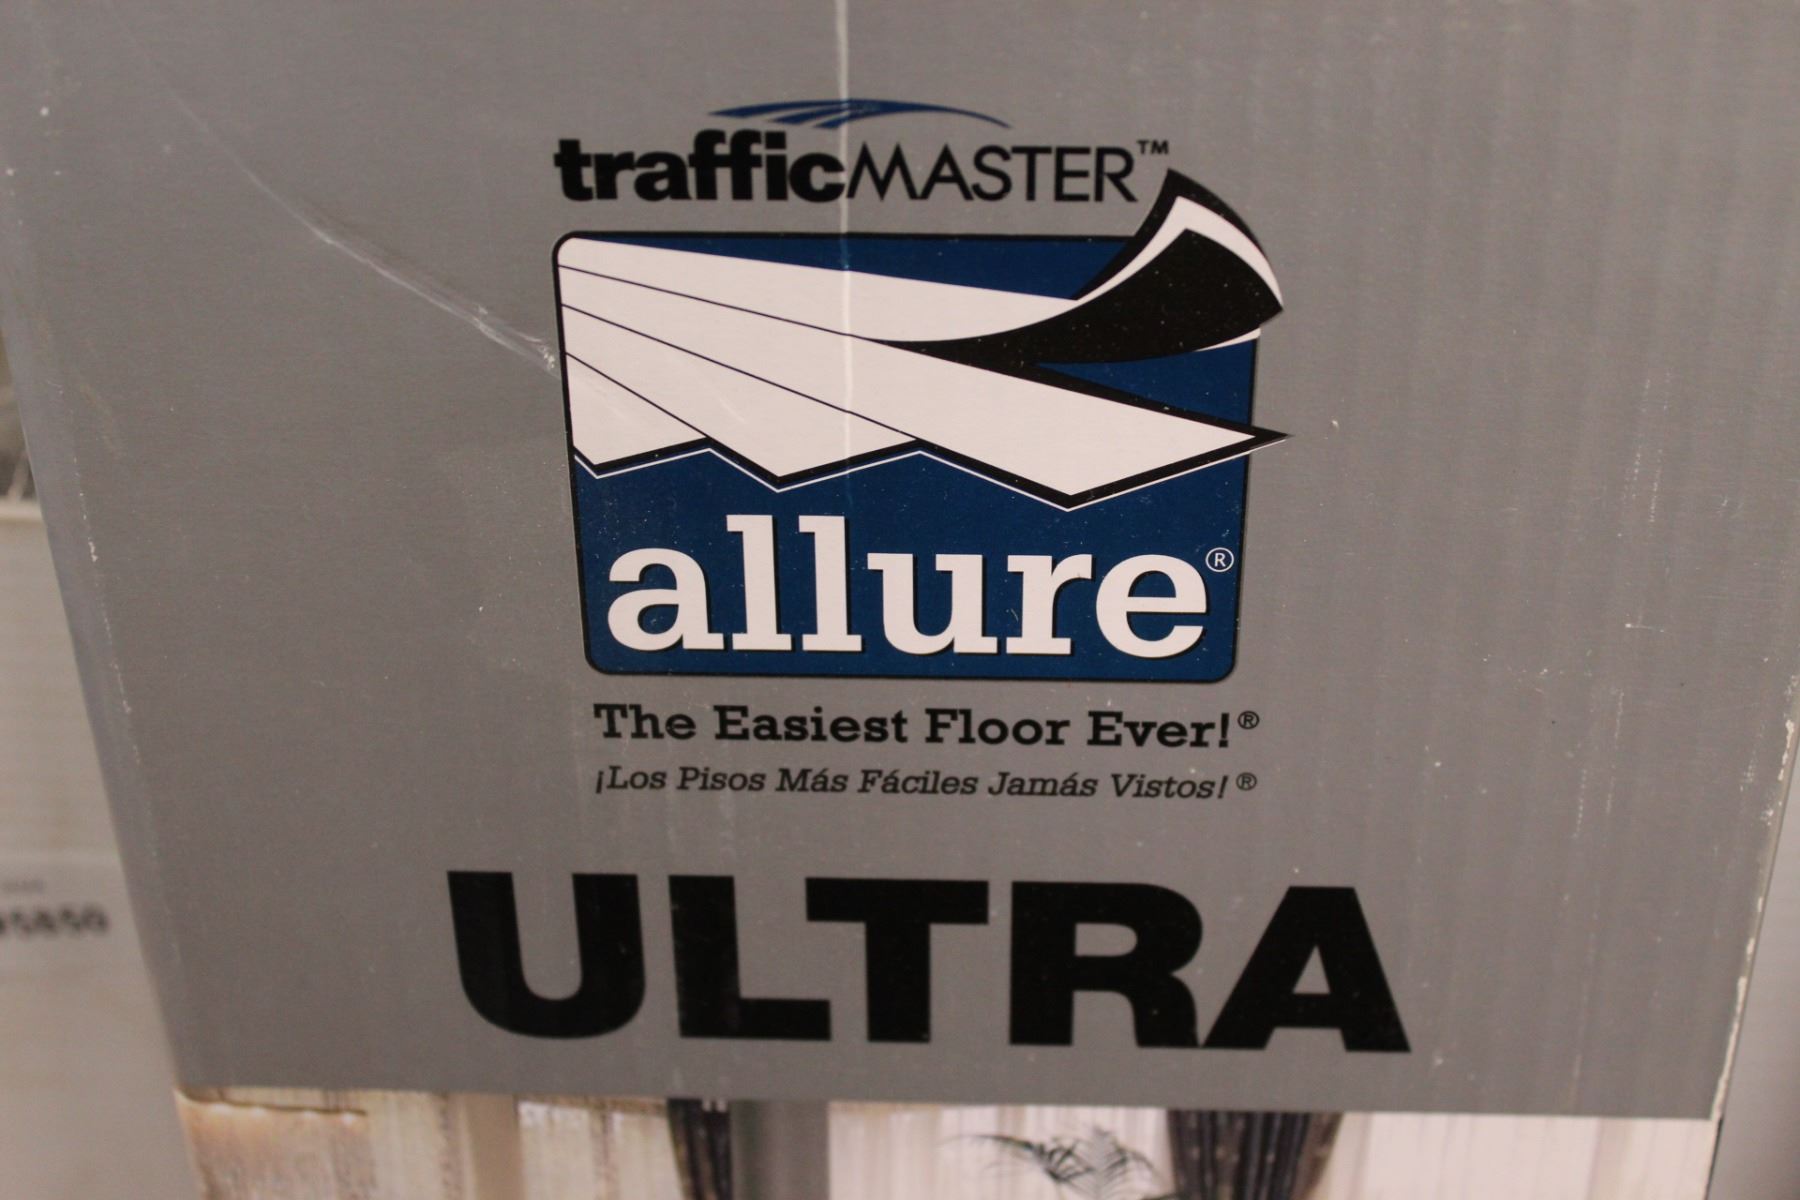 trafficMASTER™
allure®
The Easiest Floor Ever!®
¡Los Pisos Más Fáciles Jamás Vistos!®
ULTRA